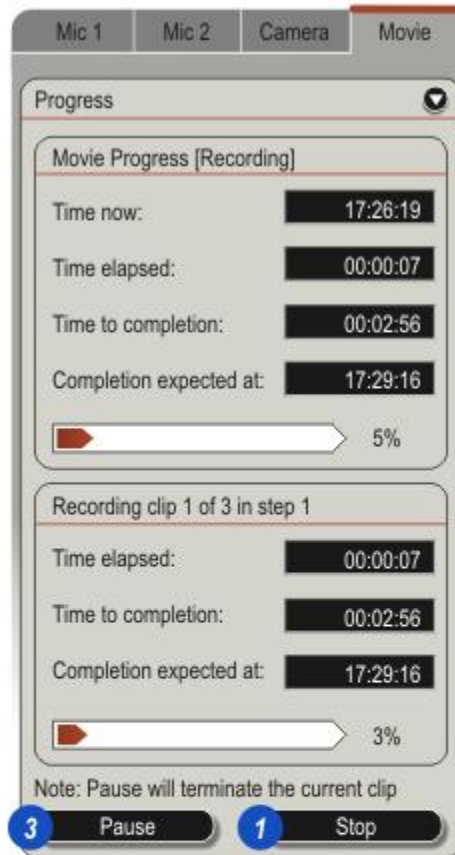 Mic 1 Mic 2 Camera Movie
Progress
Movie Progress [Recording]
Time now: 17:26:19
Time elapsed: 00:00:07
Time to completion: 00:02:56
Completion expected at: 17:29:16
5%
Recording clip 1 of 3 in step 1
Time elapsed: 00:00:07
Time to completion: 00:02:56
Completion expected at: 17:29:16
3%
Note: Pause will terminate the current clip
3 Pause 1 Stop